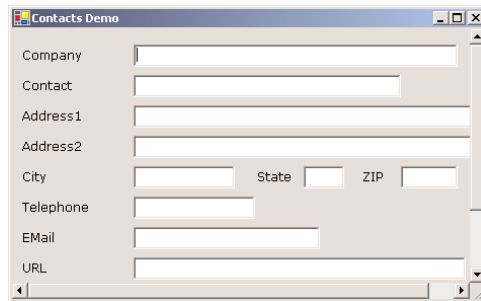 Contacts Demo
Company
Contact
Address1
Address2
City State ZIP
Telephone
EMail
URL